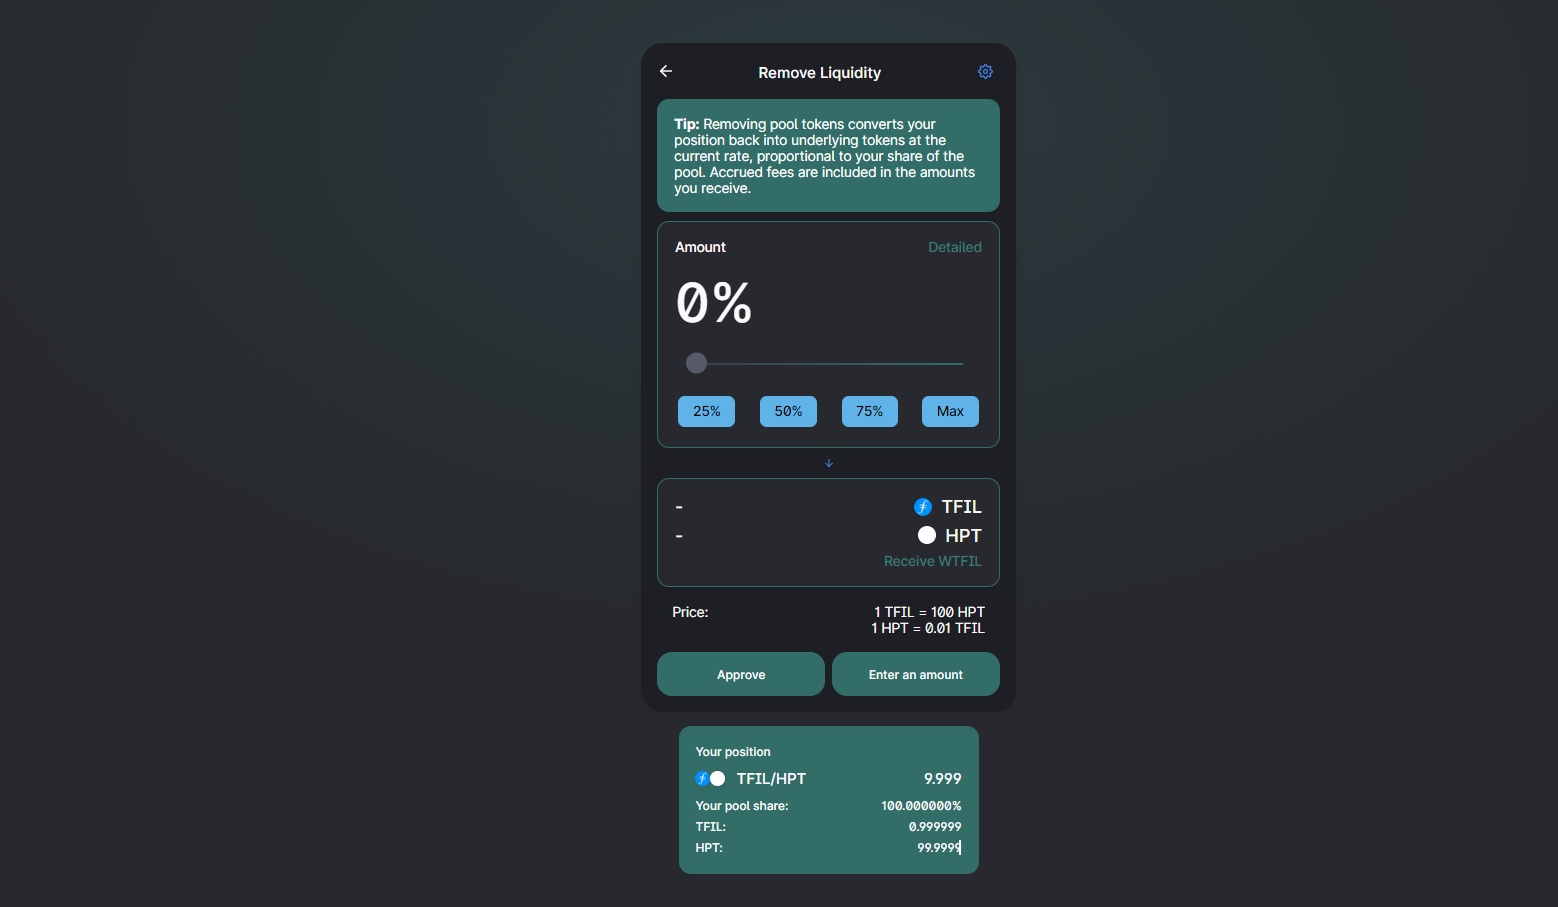 Remove Liquidity
Tip: Removing pool tokens converts your
position back into underlying tokens at the
current rate, proportional to your share of the
pool. Accrued fees are included in the amounts
you receive.
Amount Detailed
0%
25% 50% 75% Max
- TFIL
- HPT
Receive WTFIL
Price: 1 TFIL = 100 HPT
1 HPT = 0.01 TFIL
Approve Enter an amount
Your position
TFIL/HPT 9.999
Your pool share: 100.000000%
TFIL: 0.999999
HPT: 99.9999